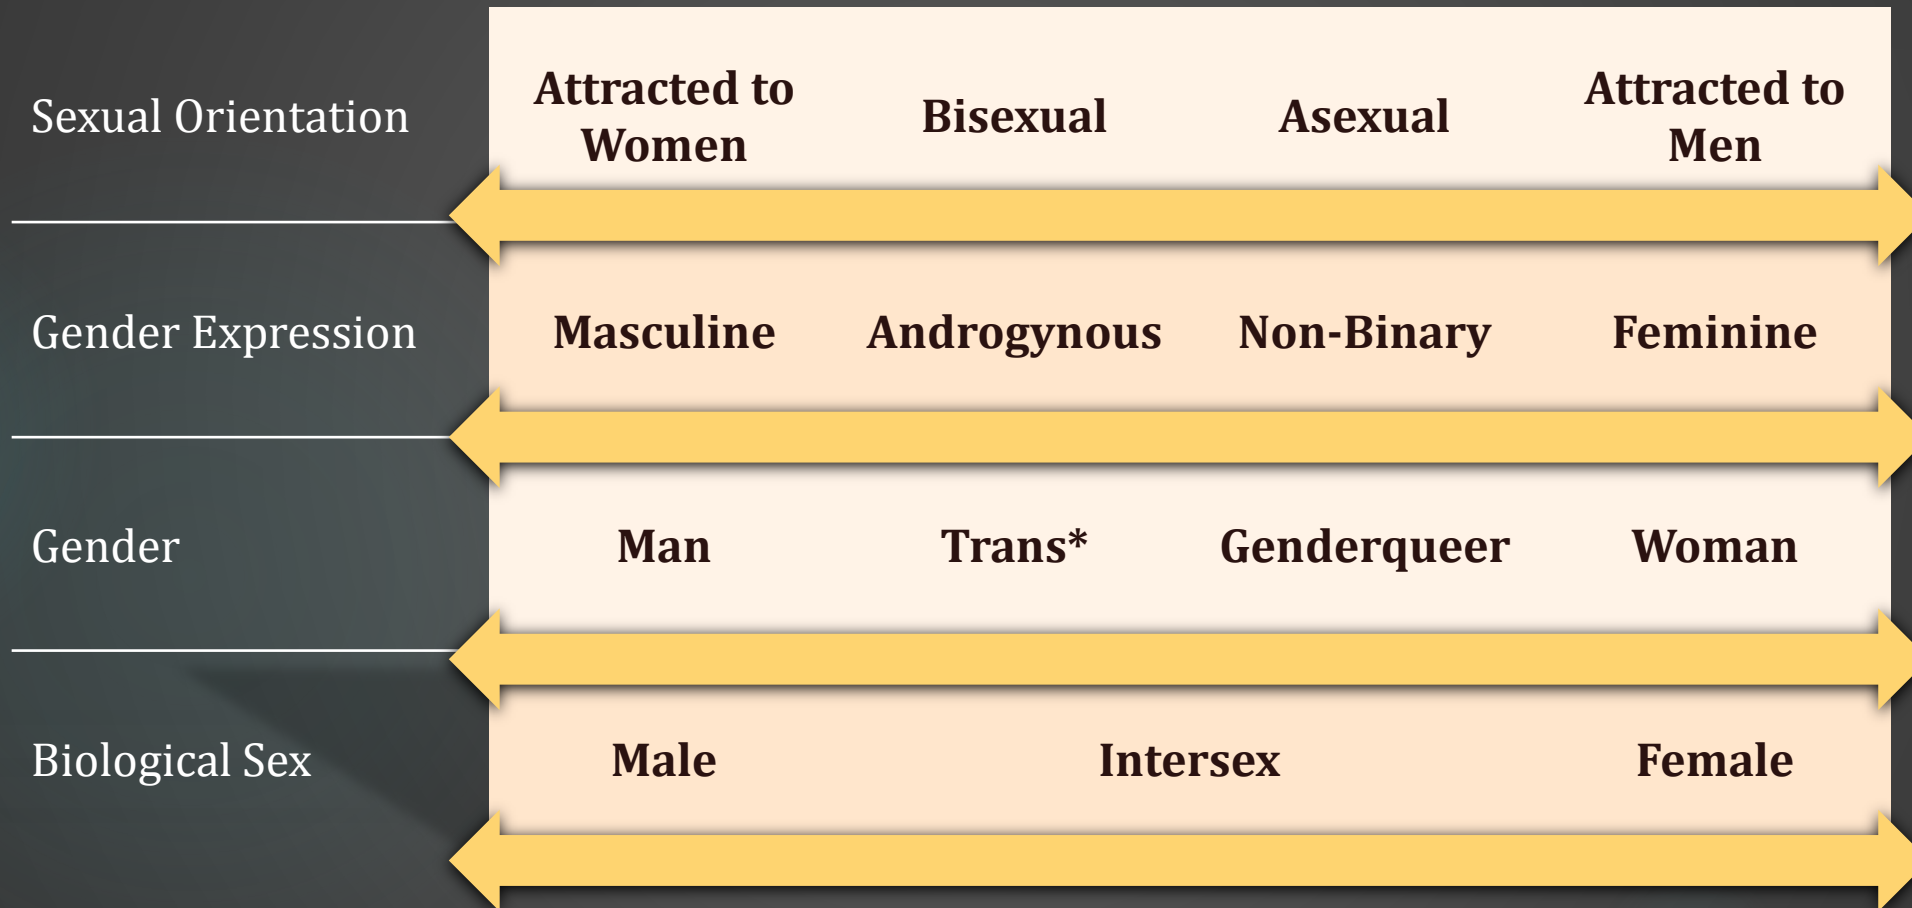 Sexual Orientation
Attracted to
Women
Bisexual
Asexual
Attracted to
Men
Gender Expression
Masculine
Androgynous
Non-Binary
Feminine
Gender
Man
Trans*
Genderqueer
Woman
Biological Sex
Male
Intersex
Female